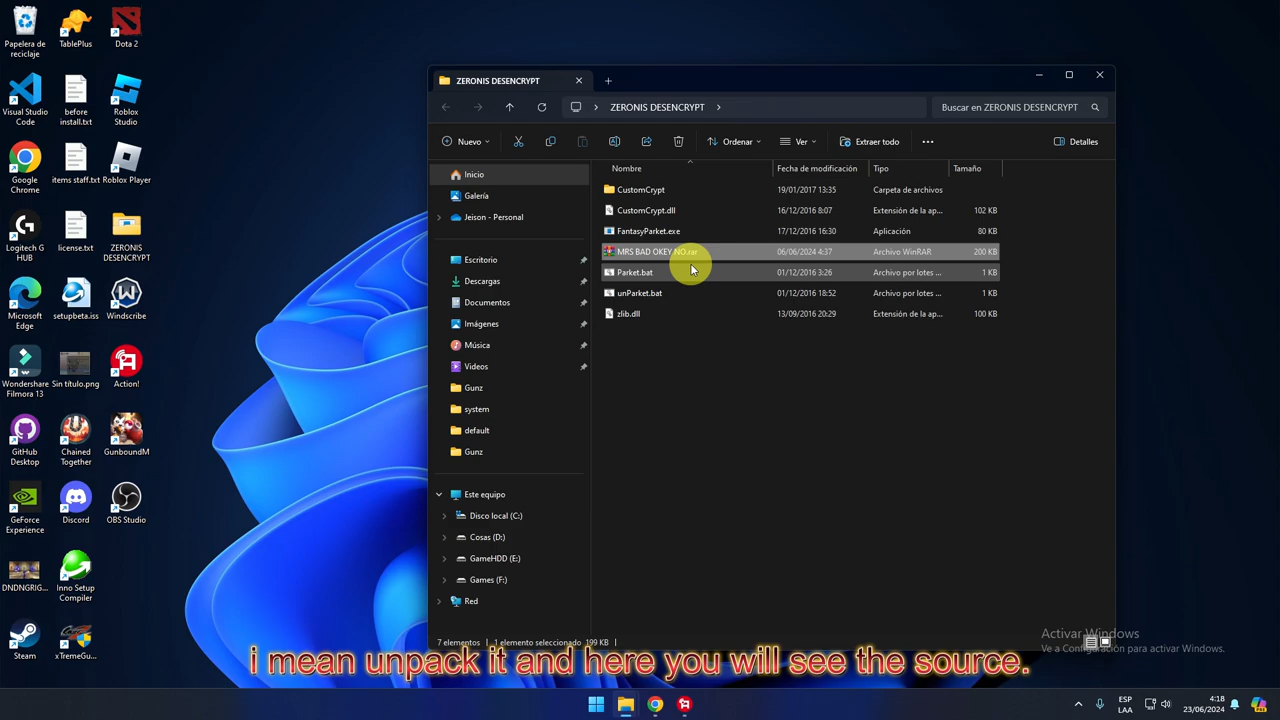 Papelera de
reciclaje
TablePlus
Dota 2
Visual Studio
Code
before
install.txt
Roblox
Studio
Google
Chrome
items staff.txt
Roblox Player
Logitech G
HUB
license.txt
ZERONIS
DESENCRYPT
Microsoft
Edge
setupbeta.iss
Windscribe
Wondershare
Filmora 13
Sin título.png
Action!
GitHub
Desktop
Chained
Together
GunboundM
GeForce
Experience
Discord
OBS Studio
DNDNGRIG...
Inno Setup
Compiler
Steam
xTremeGu...
ZERONIS DESENCRYPT
ZERONIS DESENCRYPT
Buscar en ZERONIS DESENCRYPT
Nuevo
Ordenar
Ver
Extraer todo
Detalles
Inicio
Galería
Jeison - Personal
Escritorio
Descargas
Documentos
Imágenes
Música
Videos
Gunz
system
default
Gunz
Este equipo
Disco local (C:)
Cosas (D:)
GameHDD (E:)
Games (F:)
Red
Nombre Fecha de modificación Tipo Tamaño
CustomCrypt 19/01/2017 13:35 Carpeta de archivos
CustomCrypt.dll 16/12/2016 8:07 Extensión de la ap... 102 KB
FantasyParket.exe 17/12/2016 16:30 Aplicación 80 KB
MRS BAD OKEY NO.rar 06/06/2024 4:37 Archivo WinRAR 200 KB
Parket.bat 01/12/2016 3:26 Archivo por lotes ... 1 KB
unParket.bat 01/12/2016 18:52 Archivo por lotes ... 1 KB
zlib.dll 13/09/2016 20:29 Extensión de la ap... 100 KB
7 elementos 1 elemento seleccionado 199 KB
Activar Windows
Ve a Configuración para activar Windows.
i mean unpack it and here you will see the source.
ESP
LAA
4:18
23/06/2024